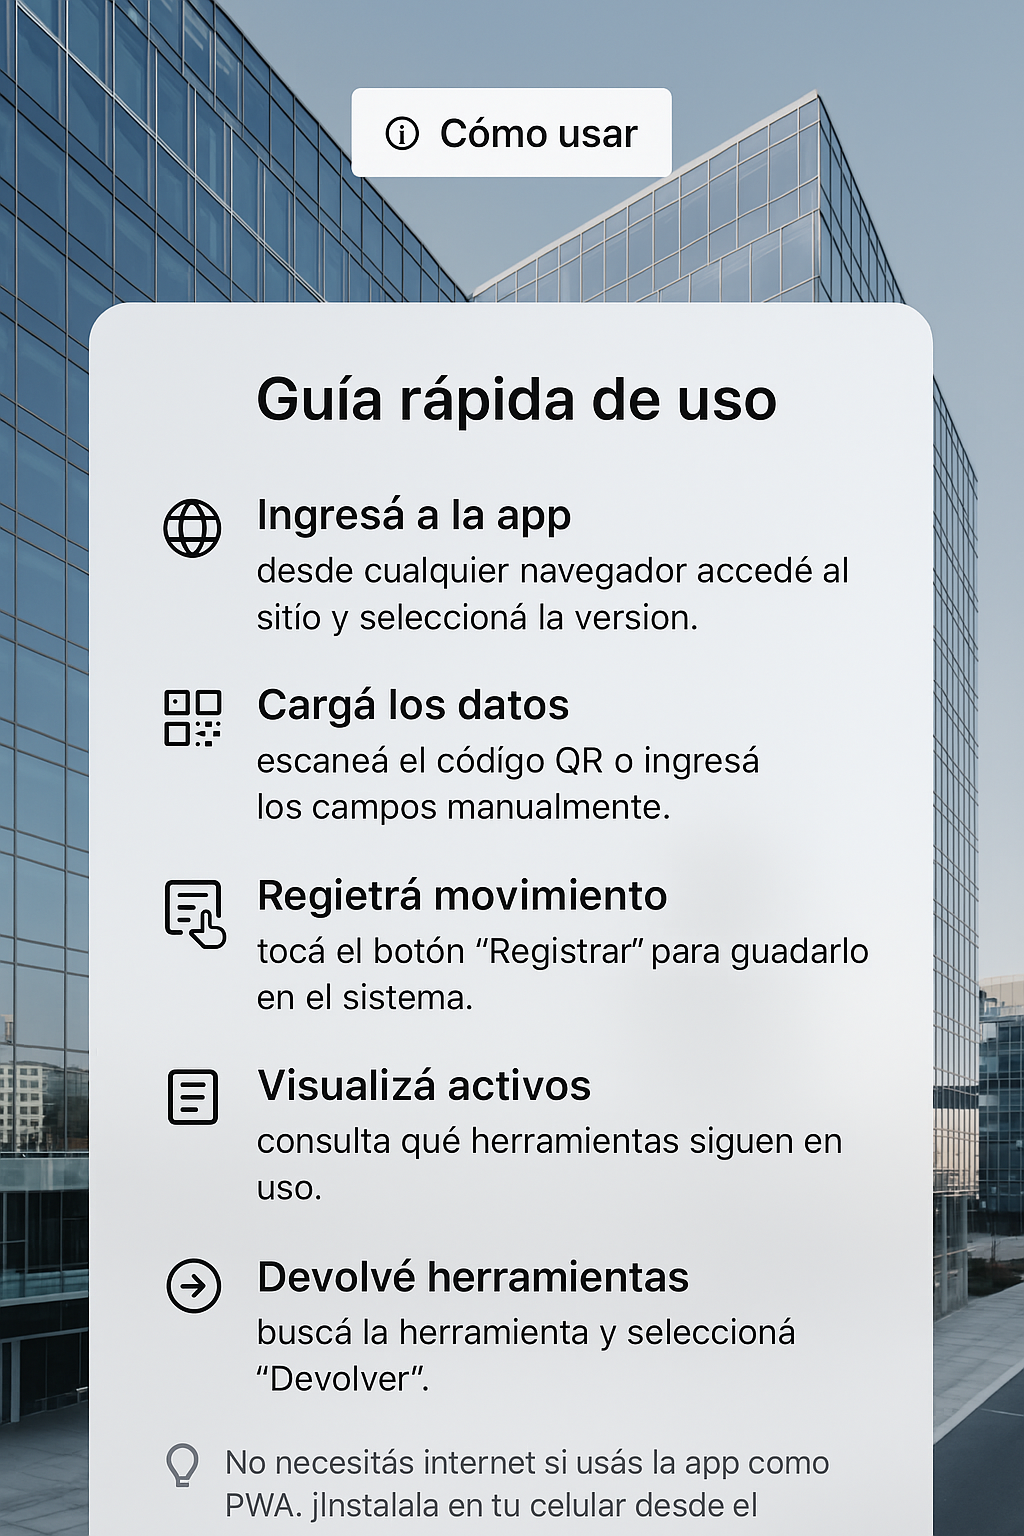 Cómo usar
Guía rápida de uso
Ingresá a la app
desde cualquier navegador accedé al
sitío y seleccioná la version.
Cargá los datos
escaneá el códígo QR o ingresá
los campos manualmente.
Regietrá movimiento
tocá el botón “Registrar” para guadarlo
en el sistema.
Visualizá activos
consulta qué herramientas siguen en
uso.
Devolvé herramientas
buscá la herramienta y seleccioná
“Devolver”.
No necesitás internet si usás la app como
PWA. jInstalala en tu celular desde el